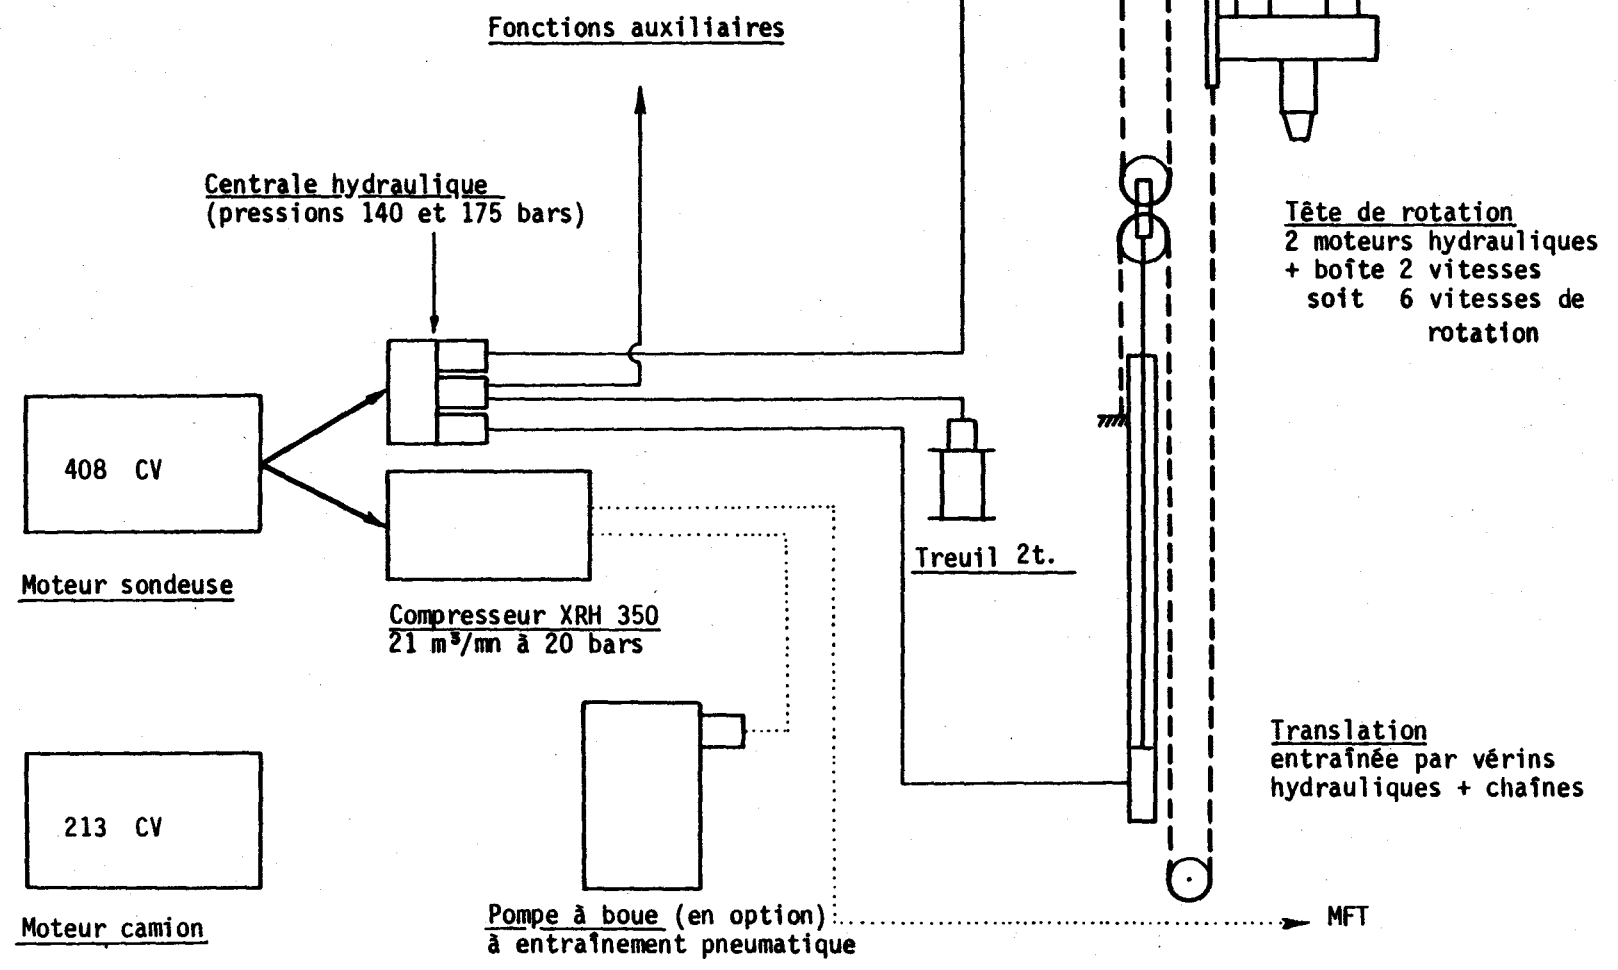 Fonctions auxiliaires
Centrale hydraulique
(pressions 140 et 175 bars)
Tête de rotation
2 moteurs hydrauliques
+ boîte 2 vitesses
soit 6 vitesses de
rotation
408 CV
Moteur sondeuse
Treuil 2t.
Compresseur XRH 350
21 m³/mn à 20 bars
Translation
entraînée par vérins
hydrauliques + chaînes
213 CV
Moteur camion
Pompe à boue (en option)
à entraînement pneumatique
MFT